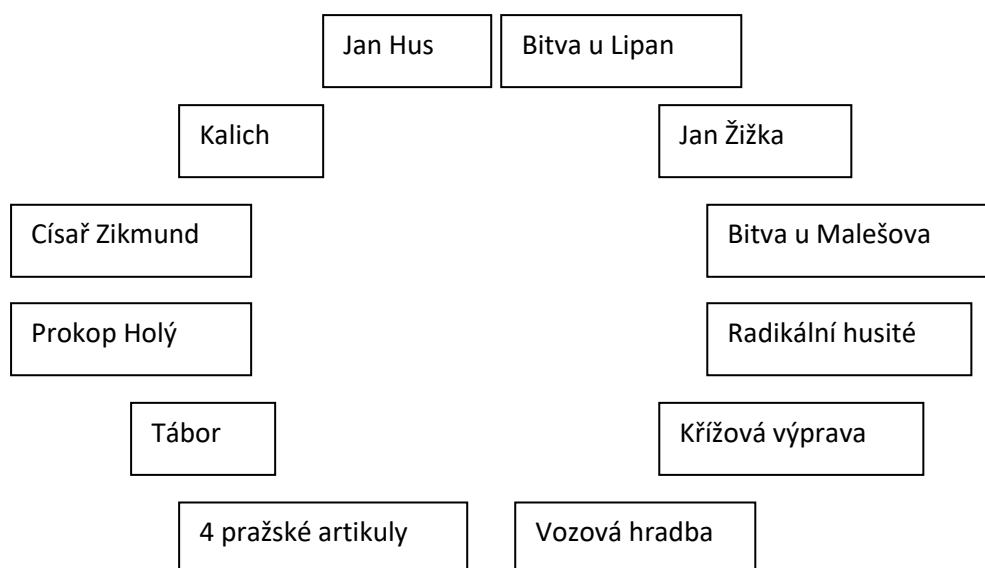 Jan Hus
Bitva u Lipan
Kalich
Jan Žižka
Císař Zikmund
Bitva u Malešova
Prokop Holý
Radikální husité
Tábor
Křížová výprava
4 pražské artikuly
Vozová hradba